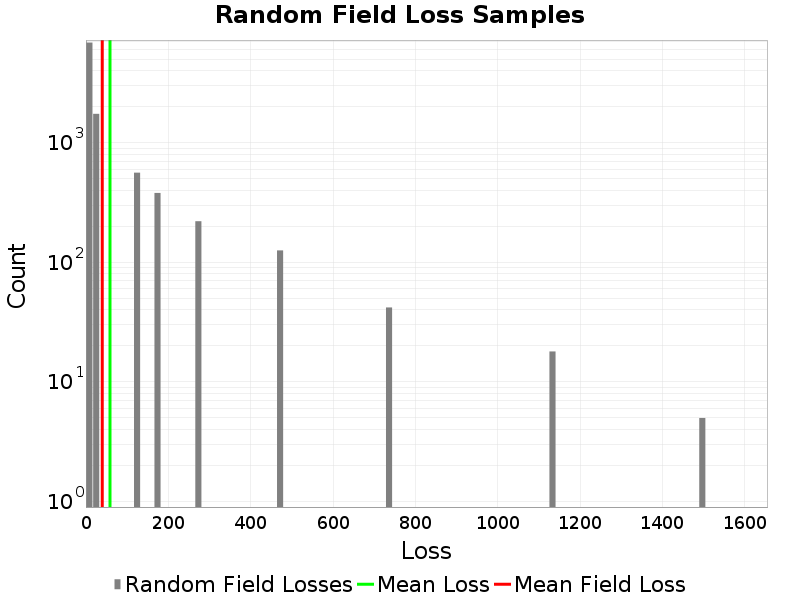 Random Field Loss Samples
Count
10^3
10^2
10^1
10^0
0 200 400 600 800 1000 1200 1400 1600
Loss
Random Field Losses Mean Loss Mean Field Loss